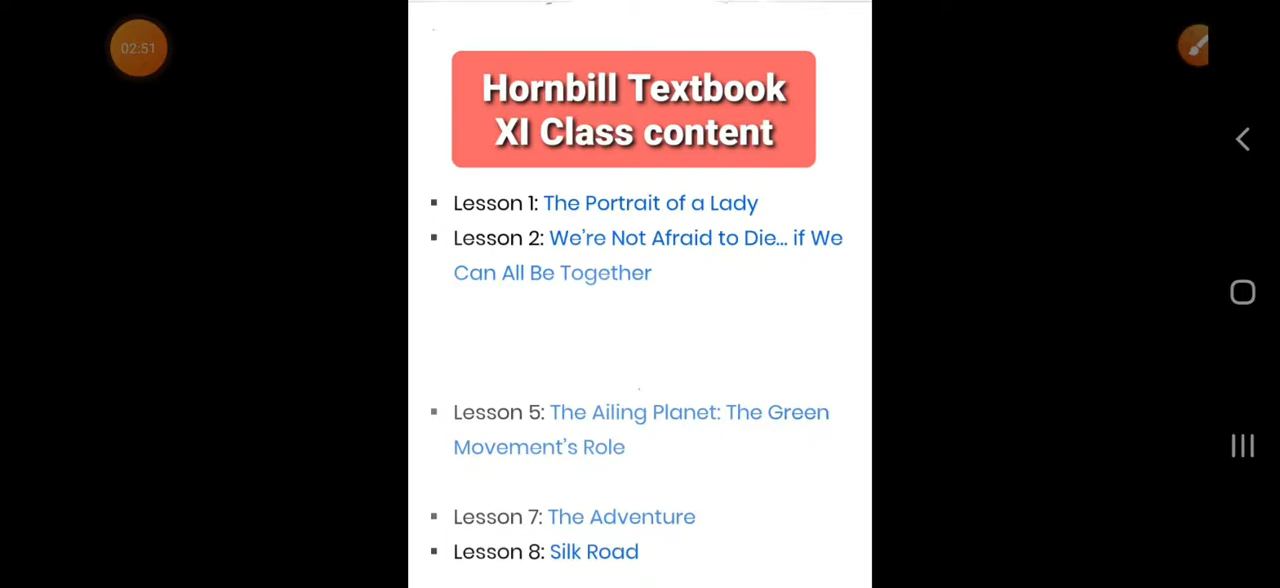 02:51
Hornbill Textbook
XI Class content
▪ Lesson 1: The Portrait of a Lady
▪ Lesson 2: We're Not Afraid to Die... if We
Can All Be Together
▪ Lesson 5: The Ailing Planet: The Green
Movement's Role
▪ Lesson 7: The Adventure
▪ Lesson 8: Silk Road